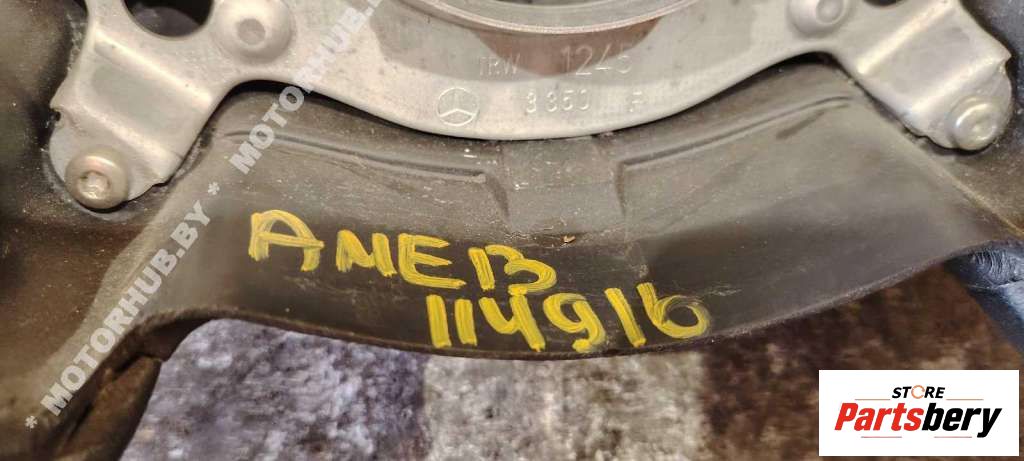 TRW 1245
3350
AME13
114916
* MOTORHUB.BY * MOTORHUB.BY
STORE
Partsbery